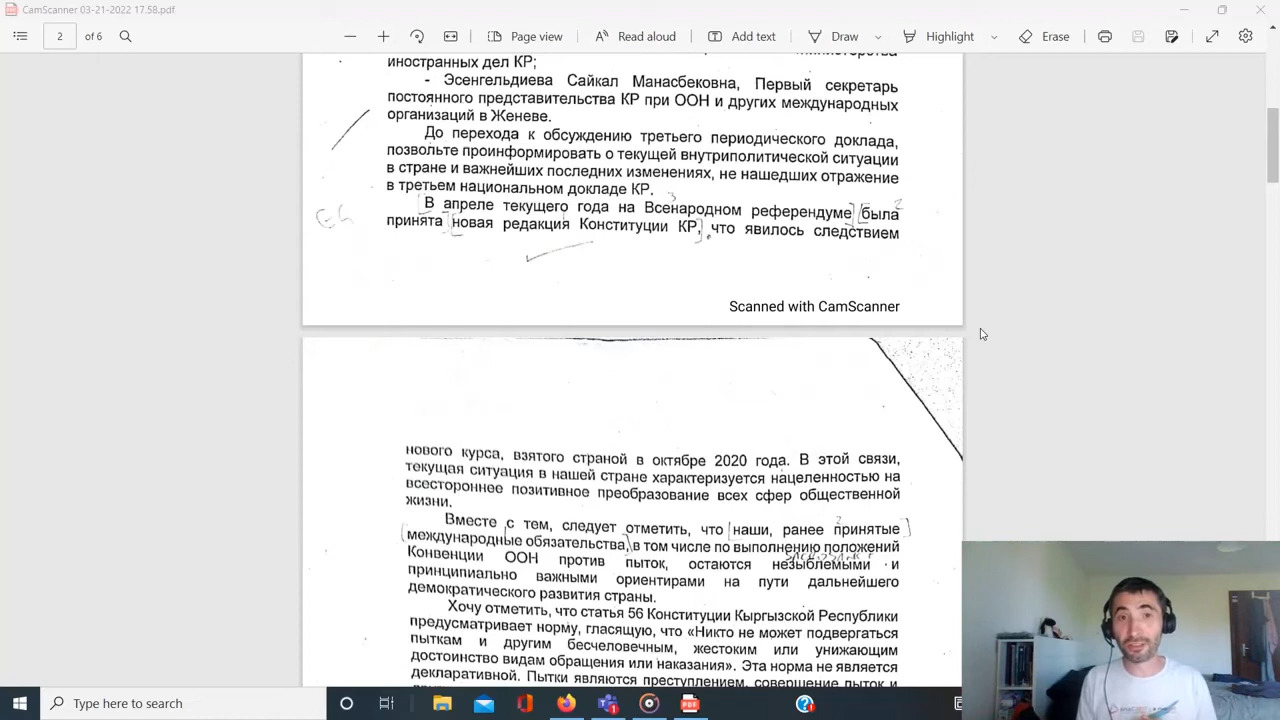 CamScanner 03-21-2022 17.58.pdf
2 of 6 Page view Read aloud Add text Draw Highlight Erase
иностранных дел КР;
- Эсенгельдиева Сайкал Манасбековна, Первый секретарь
постоянного представительства КР при ООН и других международных
организаций в Женеве.
До перехода к обсуждению третьего периодического доклада,
позвольте проинформировать о текущей внутриполитической ситуации
в стране и важнейших последних изменениях, не нашедших отражение
в третьем национальном докладе КР.
В апреле текущего года на Всенародном референдуме была
принята новая редакция Конституции КР, что явилось следствием
Scanned with CamScanner
нового курса, взятого страной в октябре 2020 года. В этой связи,
текущая ситуация в нашей стране характеризуется нацеленностью на
всестороннее позитивное преобразование всех сфер общественной
жизни.
Вместе с тем, следует отметить, что наши, ранее принятые
международные обязательства, в том числе по выполнению положений
Конвенции ООН против пыток, остаются незыблемыми и
принципиально важными ориентирами на пути дальнейшего
демократического развития страны.
Хочу отметить, что статья 56 Конституции Кыргызской Республики
предусматривает норму, гласящую, что «Никто не может подвергаться
пыткам и другим бесчеловечным, жестоким или унижающим
достоинство видам обращения или наказания». Эта норма не является
декларативной. Пытки являются преступлением, совершение пыток и
Type here to search